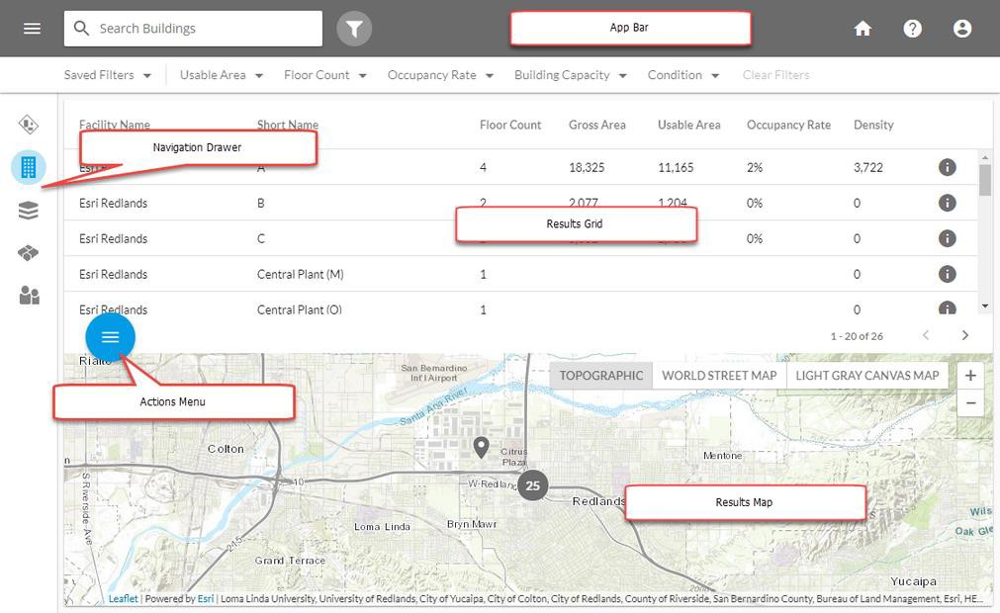 Search Buildings
App Bar
Saved Filters
Usable Area
Floor Count
Occupancy Rate
Building Capacity
Condition
Clear Filters
Facility Name
Short Name
Floor Count
Gross Area
Usable Area
Occupancy Rate
Density
Navigation Drawer
A
4
18,325
11,165
2%
3,722
Esri Redlands
B
2
2,077
1,204
0%
0
Results Grid
Esri Redlands
C
0%
0
Esri Redlands
Central Plant (M)
1
0
Esri Redlands
Central Plant (O)
1
0
1 - 20 of 26
Rialto
San Bernardino
Int'l Airport
TOPOGRAPHIC
WORLD STREET MAP
LIGHT GRAY CANVAS MAP
+
−
Actions Menu
Santa Ana River
Colton
Citrus
Plaza
Mentone
10
W-Redlands
25
Redlands
Results Map
S Riverside-Ave
Loma Linda
Bryn Mawr
215
Grand Terrace
Wils
Oak Gle
Yucaipa
Leaflet | Powered by Esri | Loma Linda University, University of Redlands, City of Yucaipa, City of Colton, City of Redlands, County of Riverside, San Bernardino County, Bureau of Land Management, Esri, HE...